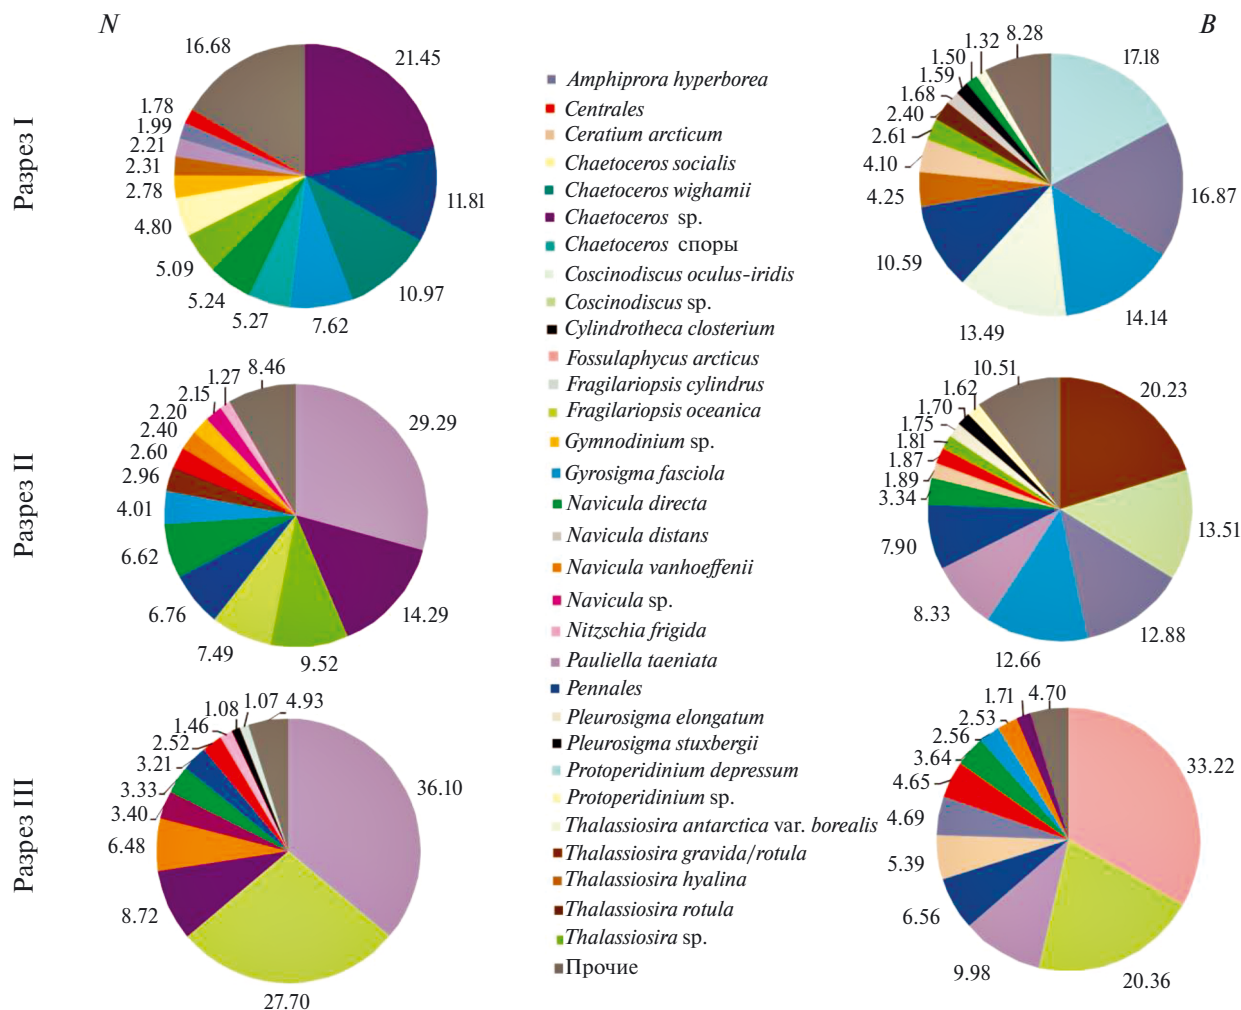 N
B
Разрез I
16.68
21.45
11.81
10.97
7.62
5.27
5.24
5.09
4.80
2.78
2.31
2.21
1.99
1.78
8.28
17.18
16.87
14.14
13.49
10.59
4.25
4.10
2.61
2.40
1.68
1.59
1.50
1.32
Разрез II
8.46
29.29
14.29
9.52
7.49
6.76
6.62
4.01
2.96
2.60
2.40
2.20
2.15
1.27
10.51
20.23
13.51
12.88
12.66
8.33
7.90
3.34
1.89
1.87
1.81
1.75
1.70
1.62
Разрез III
4.93
36.10
27.70
8.72
6.48
3.40
3.33
3.21
2.52
1.46
1.08
1.07
4.70
33.22
20.36
9.98
6.56
5.39
4.69
4.65
3.64
2.56
2.53
1.71
Amphiprora hyperborea
Centrales
Ceratium arcticum
Chaetoceros socialis
Chaetoceros wighamii
Chaetoceros sp.
Chaetoceros споры
Coscinodiscus oculus-iridis
Coscinodiscus sp.
Cylindrotheca closterium
Fossulaphycus arcticus
Fragilariopsis cylindrus
Fragilariopsis oceanica
Gymnodinium sp.
Gyrosigma fasciola
Navicula directa
Navicula distans
Navicula vanhoeffenii
Navicula sp.
Nitzschia frigida
Pauliella taeniata
Pennales
Pleurosigma elongatum
Pleurosigma stuxbergii
Protoperidinium depressum
Protoperidinium sp.
Thalassiosira antarctica var. borealis
Thalassiosira gravida/rotula
Thalassiosira hyalina
Thalassiosira rotula
Thalassiosira sp.
Прочие